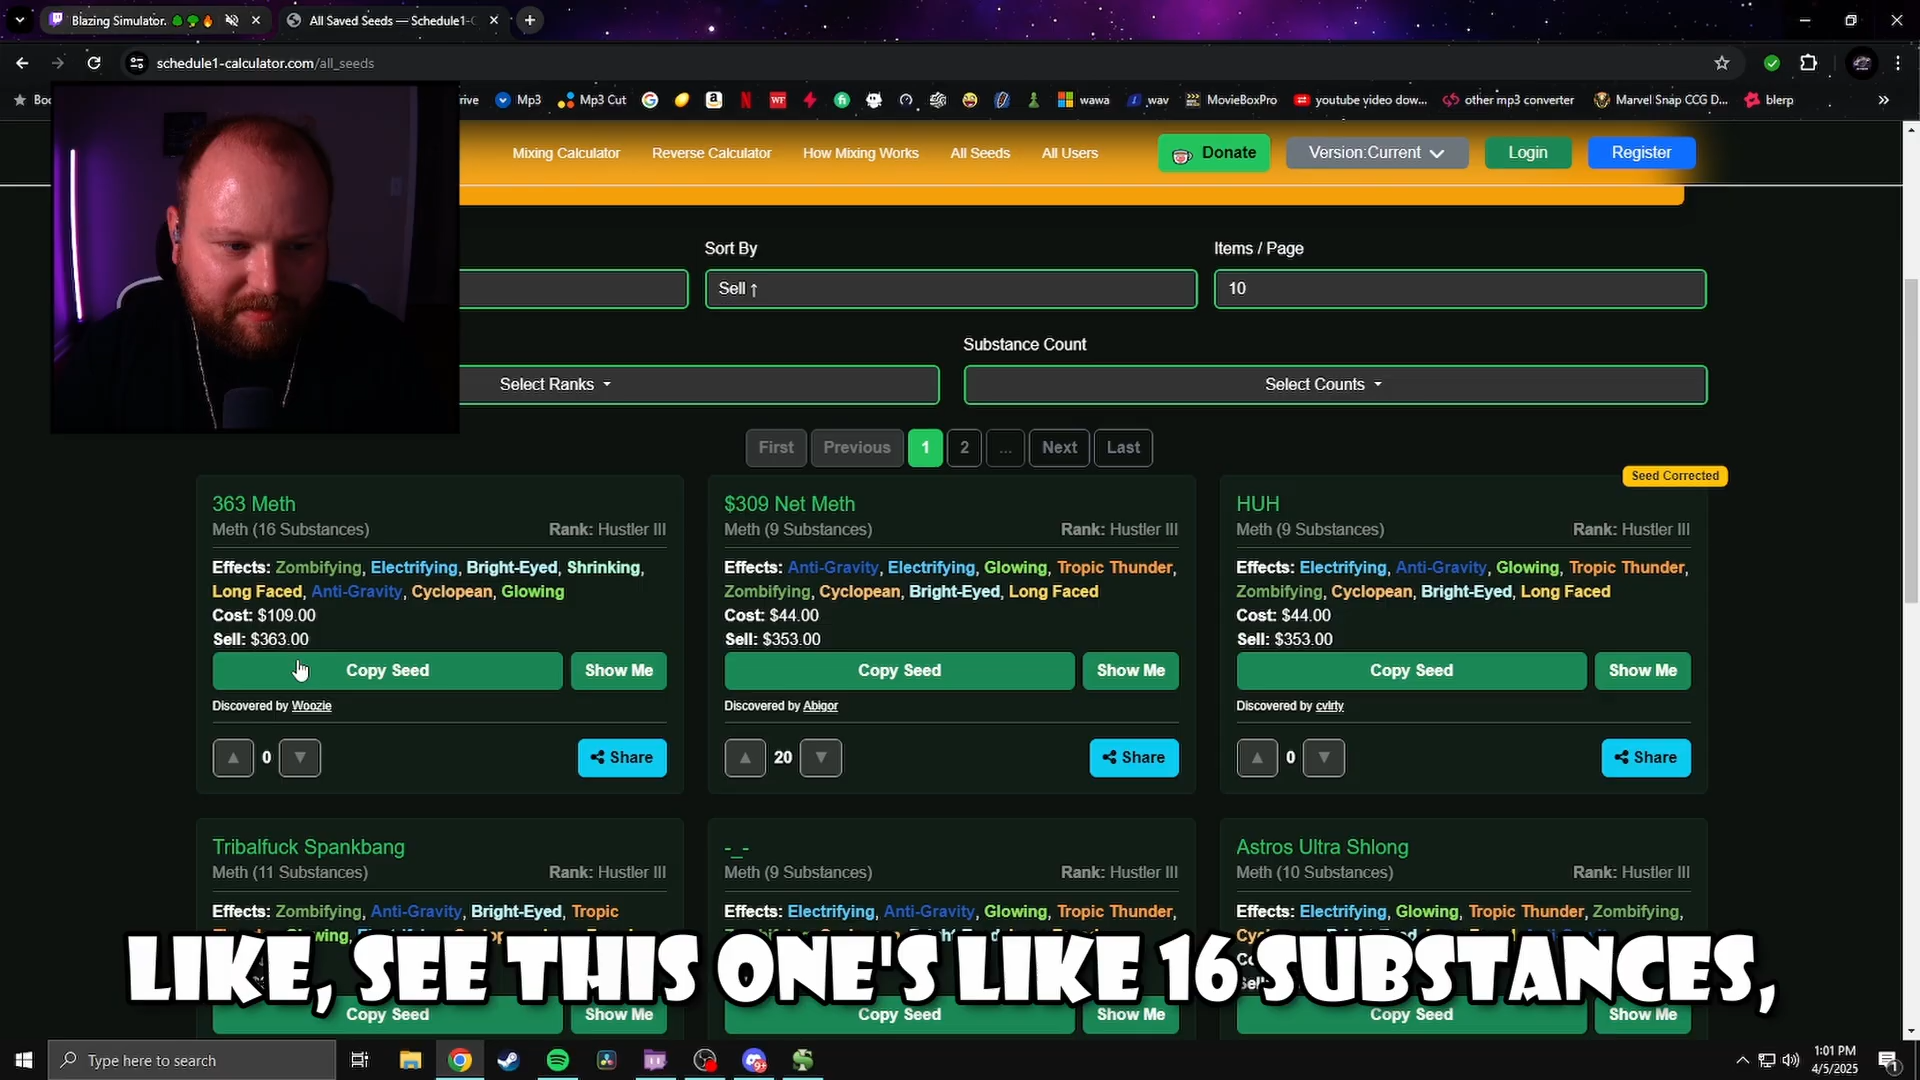 Blazing Simulator.
All Saved Seeds — Schedule1-C
schedule1-calculator.com/all_seeds
Boo
rive
Mp3
Mp3 Cut
wawa
.wav
MovieBoxPro
youtube video dow...
other mp3 converter
Marvel Snap CCG D...
blerp
Mixing Calculator
Reverse Calculator
How Mixing Works
All Seeds
All Users
Donate
Version:Current
Login
Register
Sort By
Items / Page
Sell ↑
10
Substance Count
Select Ranks
Select Counts
First
Previous
1
2
...
Next
Last
Seed Corrected
363 Meth
Meth (16 Substances) Rank: Hustler III
Effects: Zombifying, Electrifying, Bright-Eyed, Shrinking,
Long Faced, Anti-Gravity, Cyclopean, Glowing
Cost: $109.00
Sell: $363.00
Copy Seed
Show Me
Discovered by Woozie
▲ 0 ▼
Share
$309 Net Meth
Meth (9 Substances) Rank: Hustler III
Effects: Anti-Gravity, Electrifying, Glowing, Tropic Thunder,
Zombifying, Cyclopean, Bright-Eyed, Long Faced
Cost: $44.00
Sell: $353.00
Copy Seed
Show Me
Discovered by Abigor
▲ 20 ▼
Share
HUH
Meth (9 Substances) Rank: Hustler III
Effects: Electrifying, Anti-Gravity, Glowing, Tropic Thunder,
Zombifying, Cyclopean, Bright-Eyed, Long Faced
Cost: $44.00
Sell: $353.00
Copy Seed
Show Me
Discovered by cvlrty
▲ 0 ▼
Share
Tribalfuck Spankbang
Meth (11 Substances) Rank: Hustler III
Effects: Zombifying, Anti-Gravity, Bright-Eyed, Tropic
Copy Seed
Show Me
-_-
Meth (9 Substances) Rank: Hustler III
Effects: Electrifying, Anti-Gravity, Glowing, Tropic Thunder,
Copy Seed
Show Me
Astros Ultra Shlong
Meth (10 Substances) Rank: Hustler III
Effects: Electrifying, Glowing, Tropic Thunder, Zombifying,
Copy Seed
Show Me
LIKE, SEE THIS ONE'S LIKE 16 SUBSTANCES,
Type here to search
9+
1:01 PM
4/5/2025
1